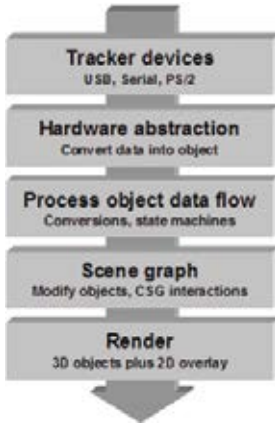 Tracker devices
USB, Serial, PS/2
Hardware abstraction
Convert data into object
Process object data flow
Conversions, state machines
Scene graph
Modify objects, CSG interactions
Render
3D objects plus 2D overlay